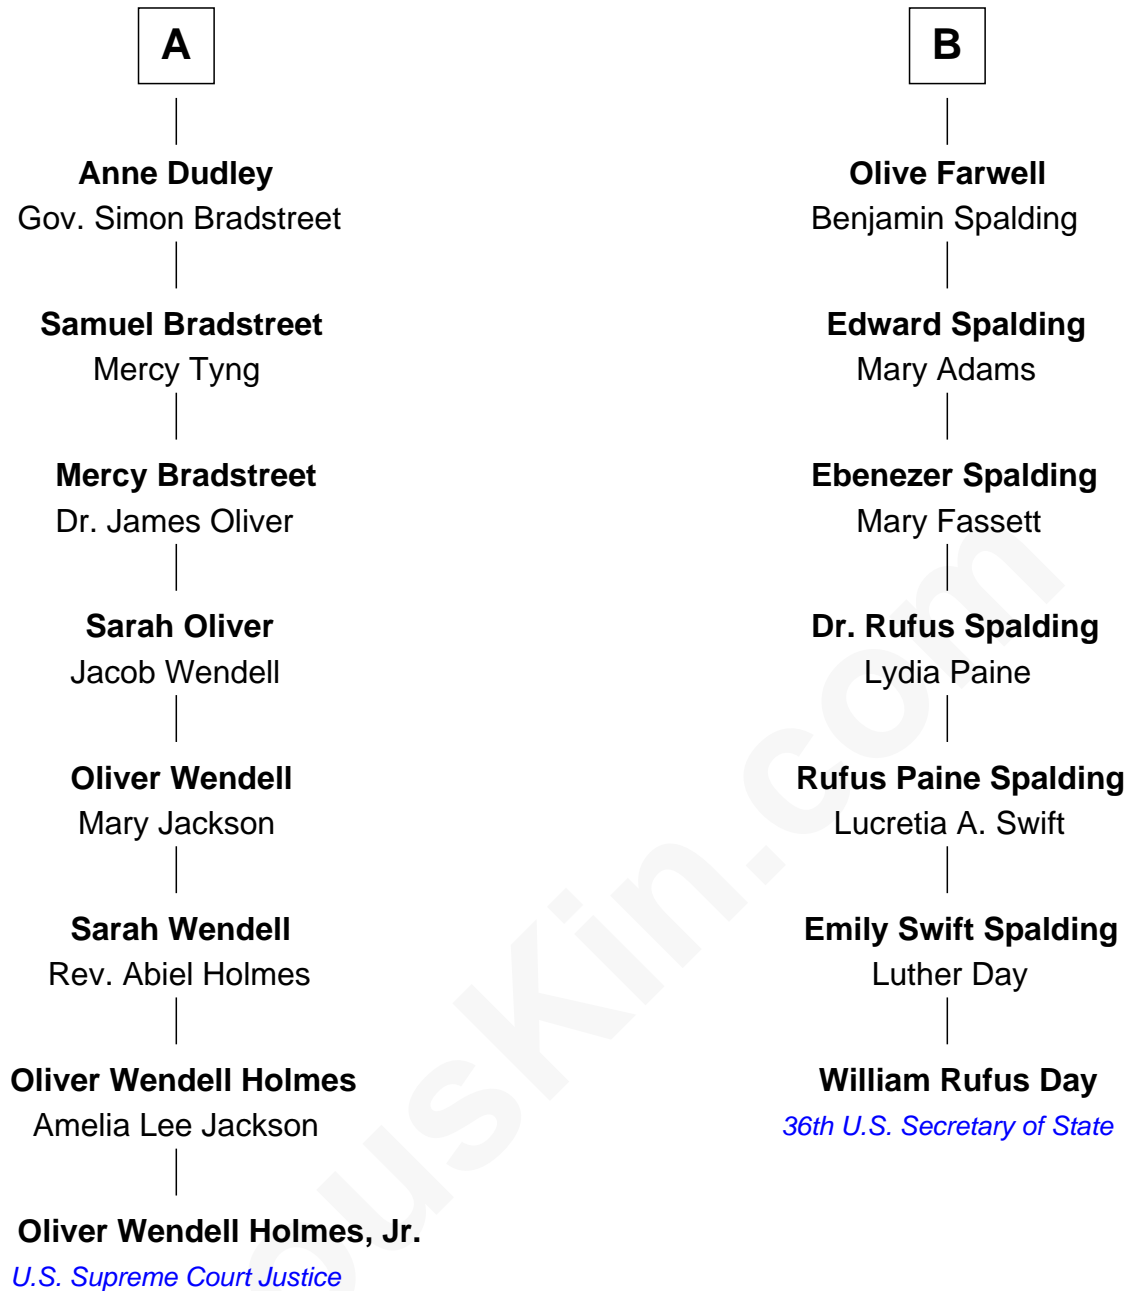 A
Anne Dudley
Gov. Simon Bradstreet
Samuel Bradstreet
Mercy Tyng
Mercy Bradstreet
Dr. James Oliver
Sarah Oliver
Jacob Wendell
Oliver Wendell
Mary Jackson
Sarah Wendell
Rev. Abiel Holmes
Oliver Wendell Holmes
Amelia Lee Jackson
Oliver Wendell Holmes, Jr.
U.S. Supreme Court Justice
B
Olive Farwell
Benjamin Spalding
Edward Spalding
Mary Adams
Ebenezer Spalding
Mary Fassett
Dr. Rufus Spalding
Lydia Paine
Rufus Paine Spalding
Lucretia A. Swift
Emily Swift Spalding
Luther Day
William Rufus Day
36th U.S. Secretary of State
ousKin.com